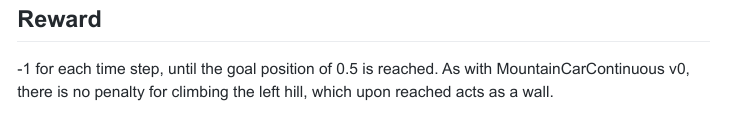 Reward
-1 for each time step, until the goal position of 0.5 is reached. As with MountainCarContinuous v0,
there is no penalty for climbing the left hill, which upon reached acts as a wall.